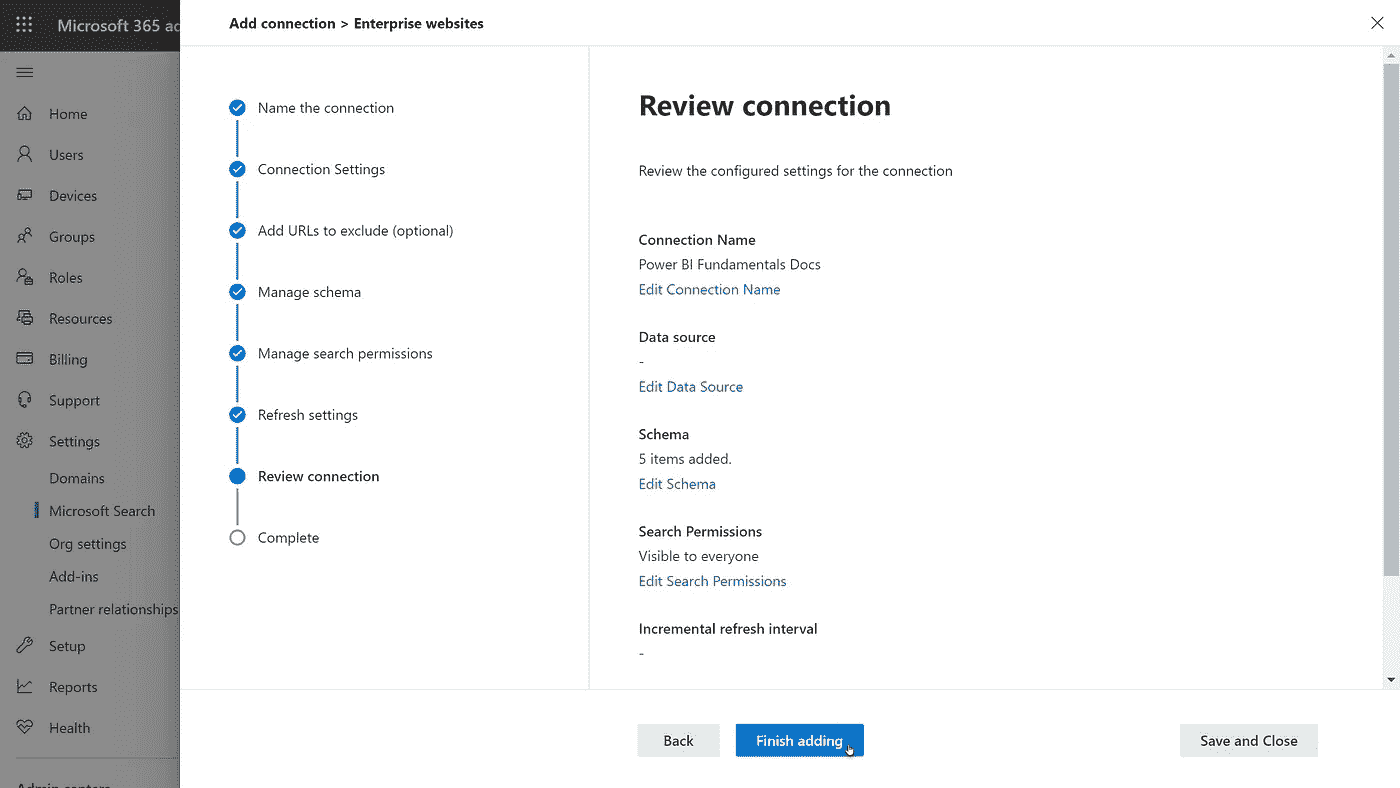 Microsoft 365 ad
Add connection > Enterprise websites
Home
Users
Devices
Groups
Roles
Resources
Billing
Support
Settings
Domains
Microsoft Search
Org settings
Add-ins
Partner relationships
Setup
Reports
Health
Admin centers
Name the connection
Connection Settings
Add URLs to exclude (optional)
Manage schema
Manage search permissions
Refresh settings
Review connection
Complete
Review connection
Review the configured settings for the connection
Connection Name
Power BI Fundamentals Docs
Edit Connection Name
Data source
-
Edit Data Source
Schema
5 items added.
Edit Schema
Search Permissions
Visible to everyone
Edit Search Permissions
Incremental refresh interval
-
Back
Finish adding
Save and Close